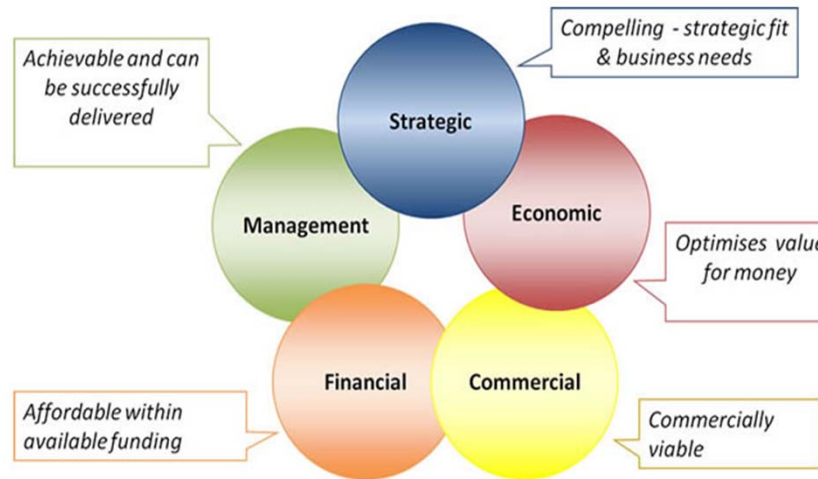 Achievable and can
be successfully
delivered
Compelling - strategic fit
& business needs
Strategic
Management
Economic
Optimises value
for money
Financial
Commercial
Affordable within
available funding
Commercially
viable